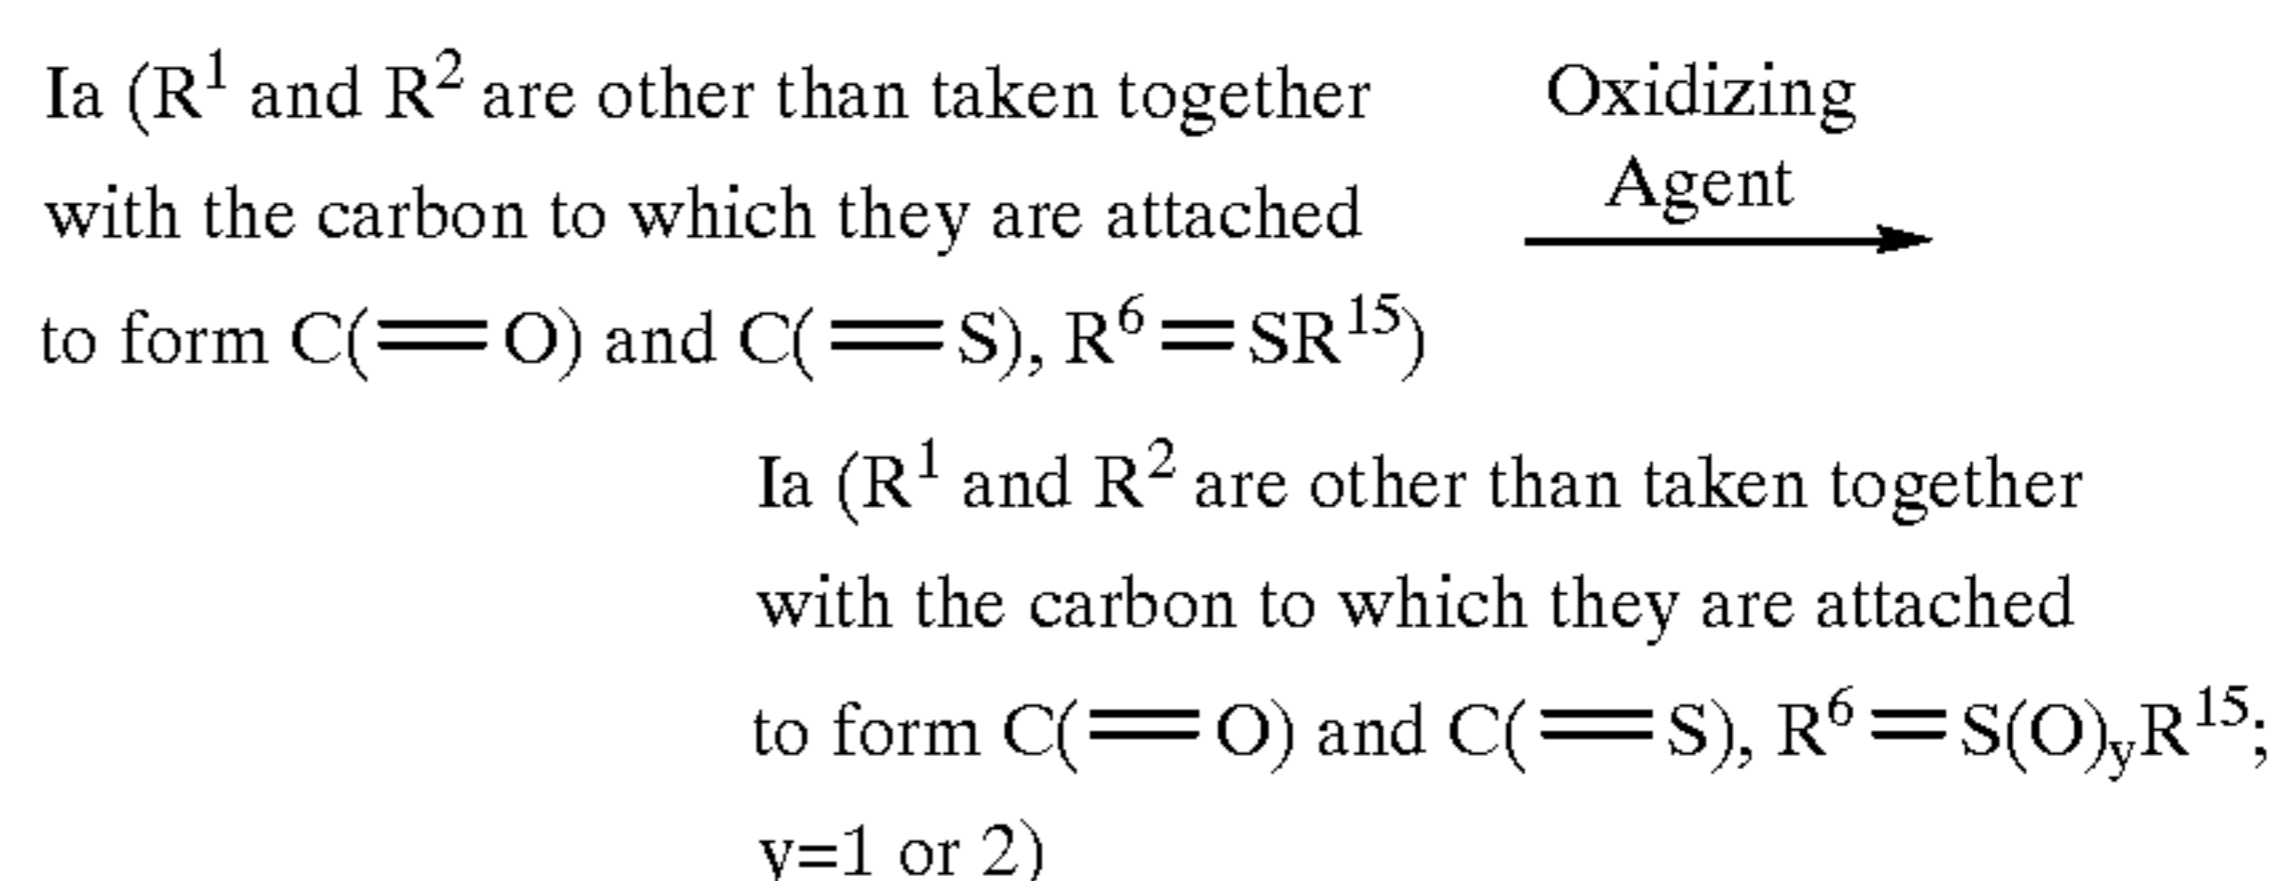 Ia (R¹ and R² are other than taken together
with the carbon to which they are attached
to form C(=O) and C(=S), R⁶=SR¹⁵)
Oxidizing
Agent
Ia (R¹ and R² are other than taken together
with the carbon to which they are attached
to form C(=O) and C(=S), R⁶=S(O)ᵧR¹⁵;
y=1 or 2)